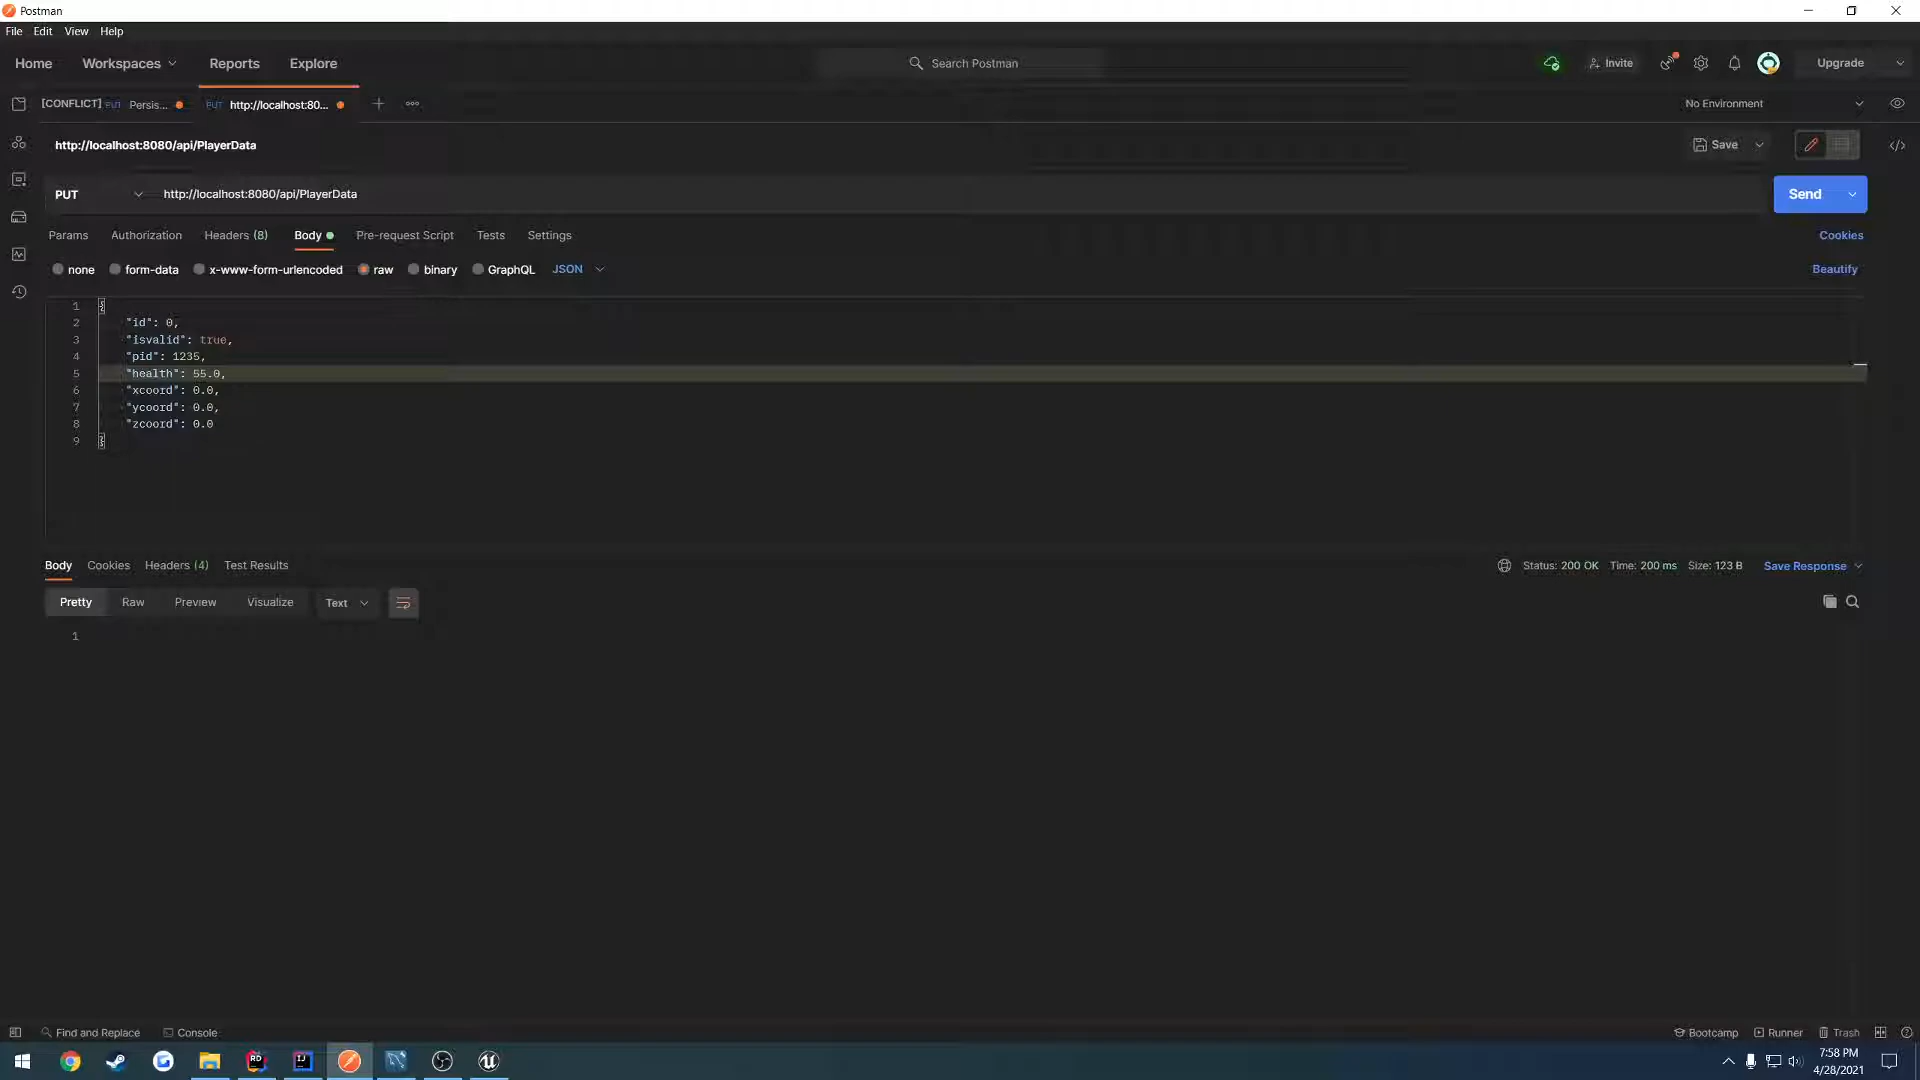 Postman
File Edit View Help
Home Workspaces Reports Explore Search Postman Invite Upgrade
[CONFLICT] PUT Persis... PUT http://localhost:80... No Environment
http://localhost:8080/api/PlayerData Save
PUT http://localhost:8080/api/PlayerData Send
Params Authorization Headers (8) Body Pre-request Script Tests Settings Cookies
none form-data x-www-form-urlencoded raw binary GraphQL JSON Beautify
1 {
2 "id": 0,
3 "isvalid": true,
4 "pid": 1235,
5 "health": 55.0,
6 "xcoord": 0.0,
7 "ycoord": 0.0,
8 "zcoord": 0.0
9 }
Body Cookies Headers (4) Test Results Status: 200 OK Time: 200 ms Size: 123 B Save Response
Pretty Raw Preview Visualize Text
1
Find and Replace Console Bootcamp Runner Trash
RD IJ 7:58 PM
4/28/2021